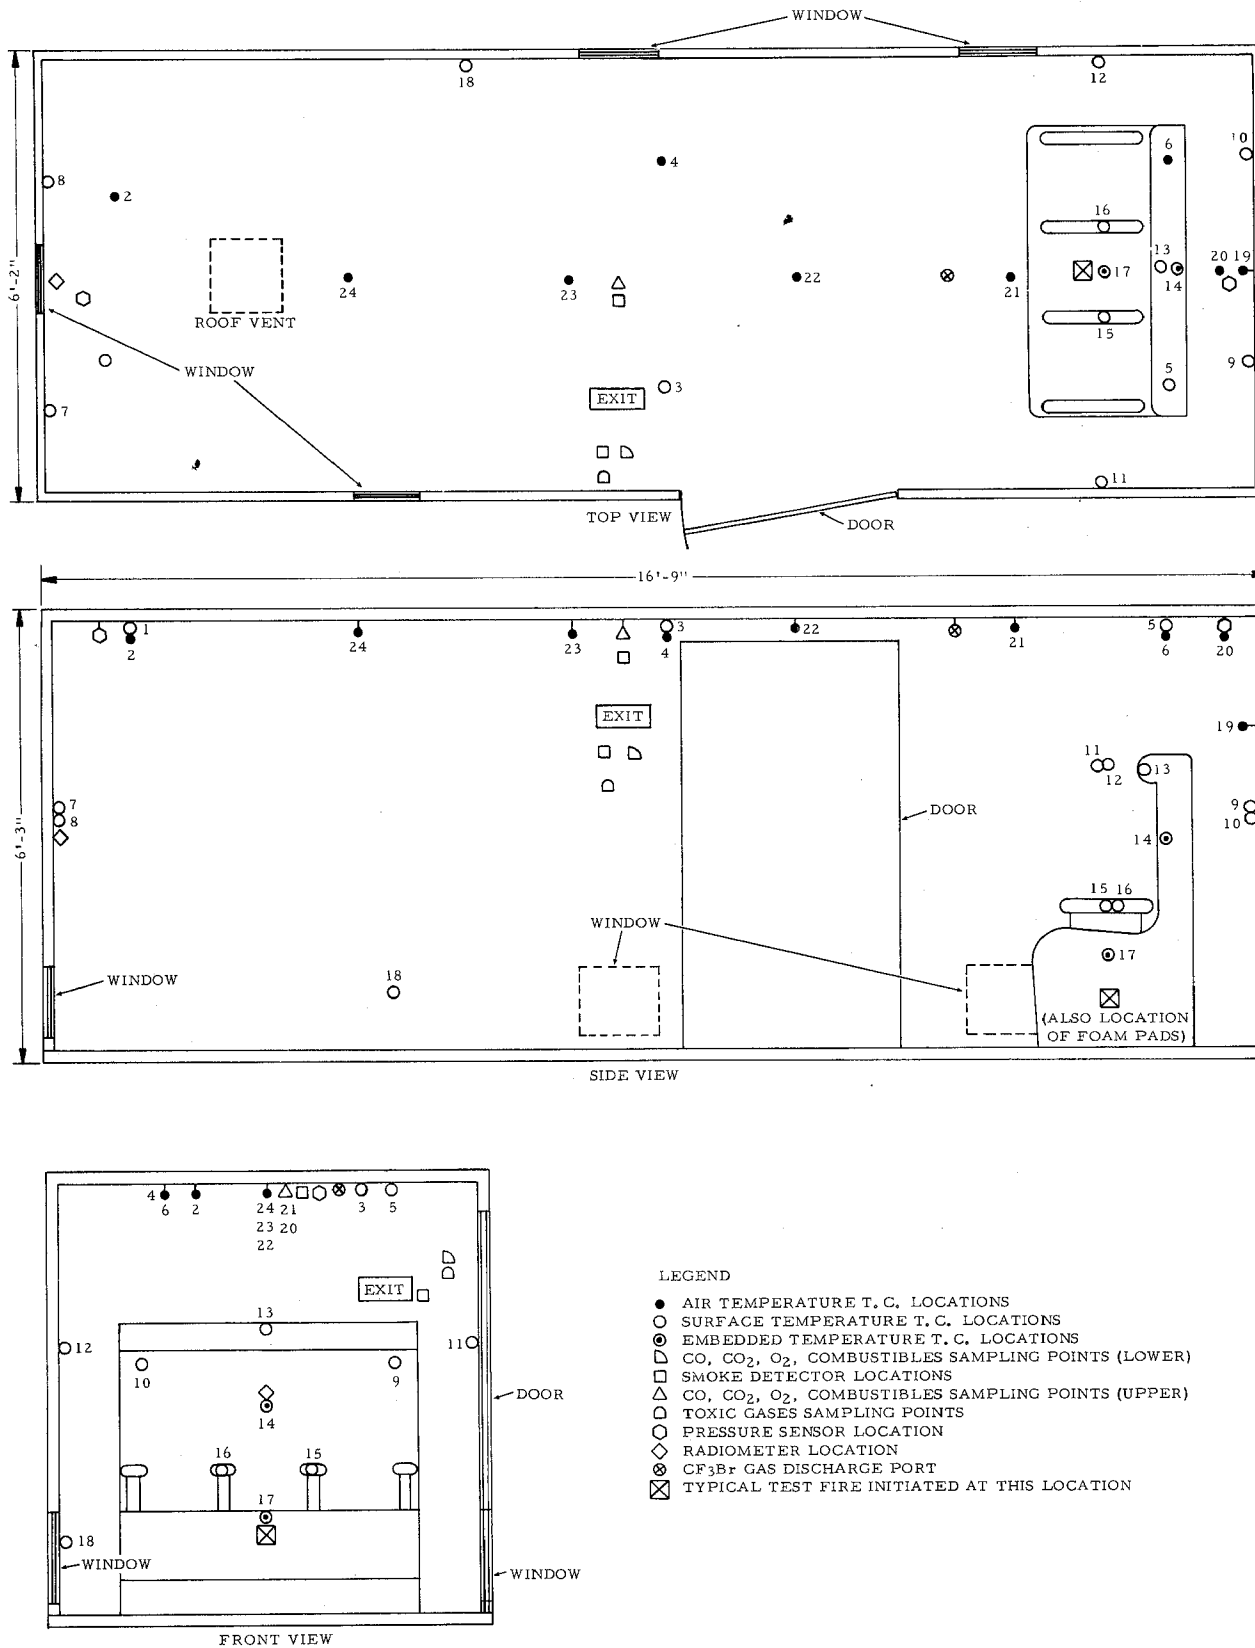 WINDOW
18
12
6
10
8
2
4
16
13
20 19
6'-2"
24
23
22
21
17
14
ROOF VENT
15
WINDOW
5
9
3
EXIT
7
11
TOP VIEW
DOOR
16'-9"
1
3
5
2
24
23
4
22
21
6
20
EXIT
19
11
12
13
7
8
9
10
DOOR
6'-3"
14
15 16
WINDOW
WINDOW
17
18
(ALSO LOCATION
OF FOAM PADS)
SIDE VIEW
4
6
2
24 21
3
5
23 20
22
EXIT
13
12
11
10
9
14
DOOR
16
15
17
18
WINDOW
WINDOW
FRONT VIEW
LEGEND
AIR TEMPERATURE T.C. LOCATIONS
SURFACE TEMPERATURE T.C. LOCATIONS
EMBEDDED TEMPERATURE T.C. LOCATIONS
CO, CO2, O2, COMBUSTIBLES SAMPLING POINTS (LOWER)
SMOKE DETECTOR LOCATIONS
CO, CO2, O2, COMBUSTIBLES SAMPLING POINTS (UPPER)
TOXIC GASES SAMPLING POINTS
PRESSURE SENSOR LOCATION
RADIOMETER LOCATION
CF3Br GAS DISCHARGE PORT
TYPICAL TEST FIRE INITIATED AT THIS LOCATION